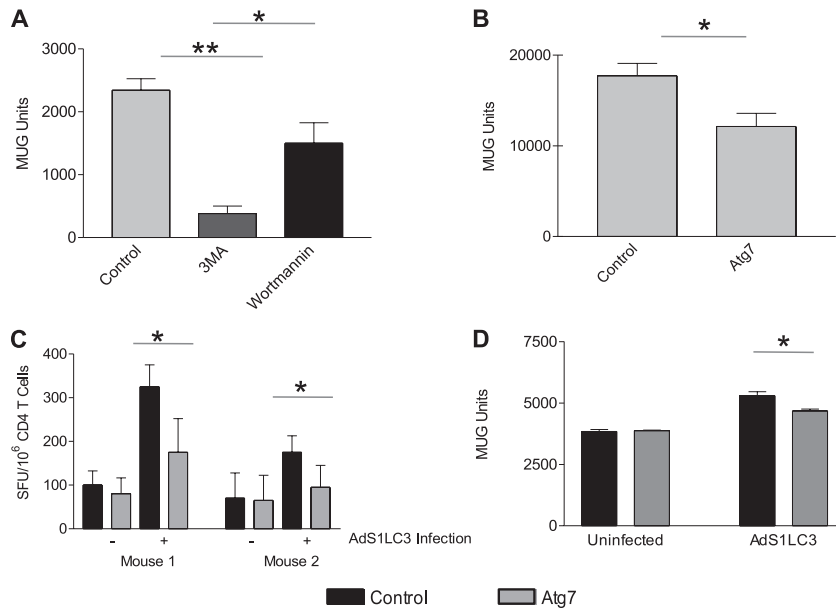 A
*
**
3000
2000
1000
0
MUG Units
Control
3MA
Wortmannin
B
*
20000
10000
0
MUG Units
Control
Atg7
C
*
*
400
300
200
100
0
SFU/10⁶ CD4 T Cells
- + - + AdS1LC3 Infection
Mouse 1 Mouse 2
D
*
7500
5000
2500
0
MUG Units
Uninfected AdS1LC3
Control Atg7